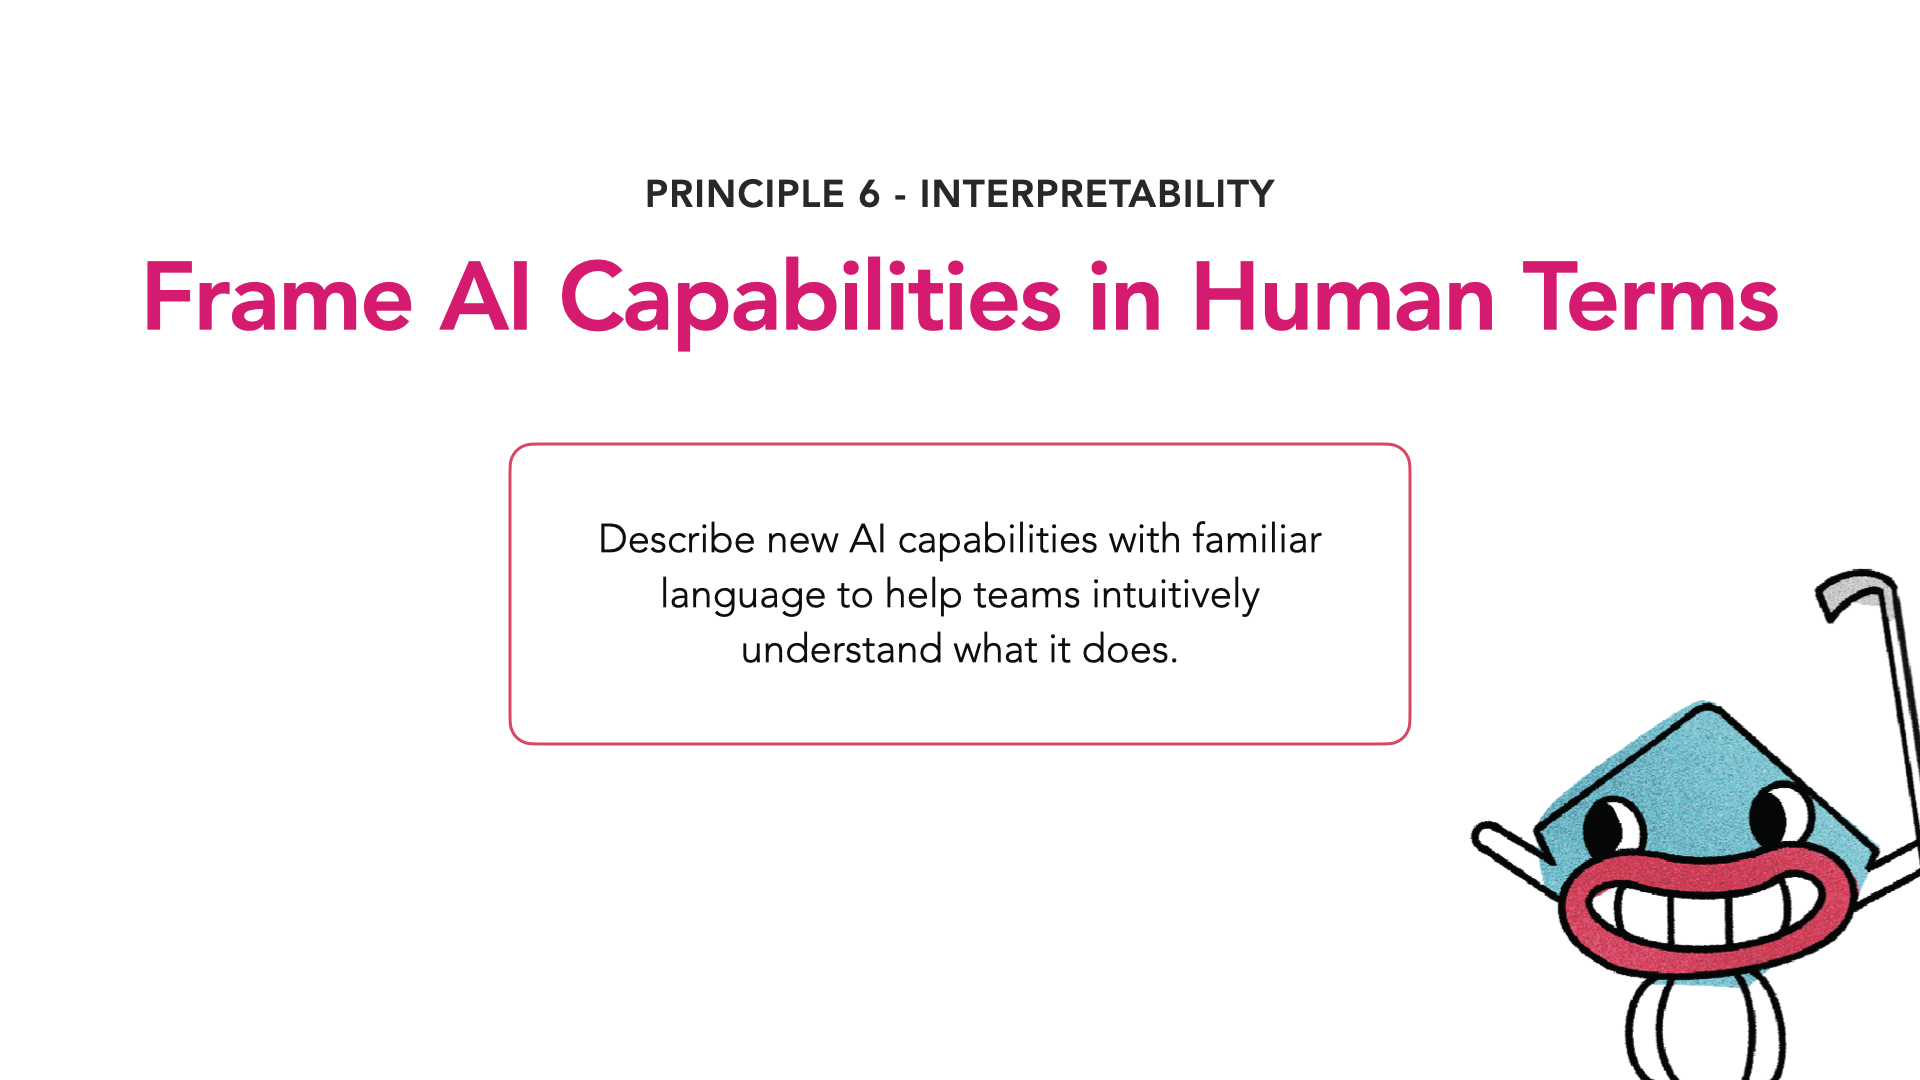 PRINCIPLE 6 - INTERPRETABILITY
Frame AI Capabilities in Human Terms
Describe new AI capabilities with familiar
language to help teams intuitively
understand what it does.